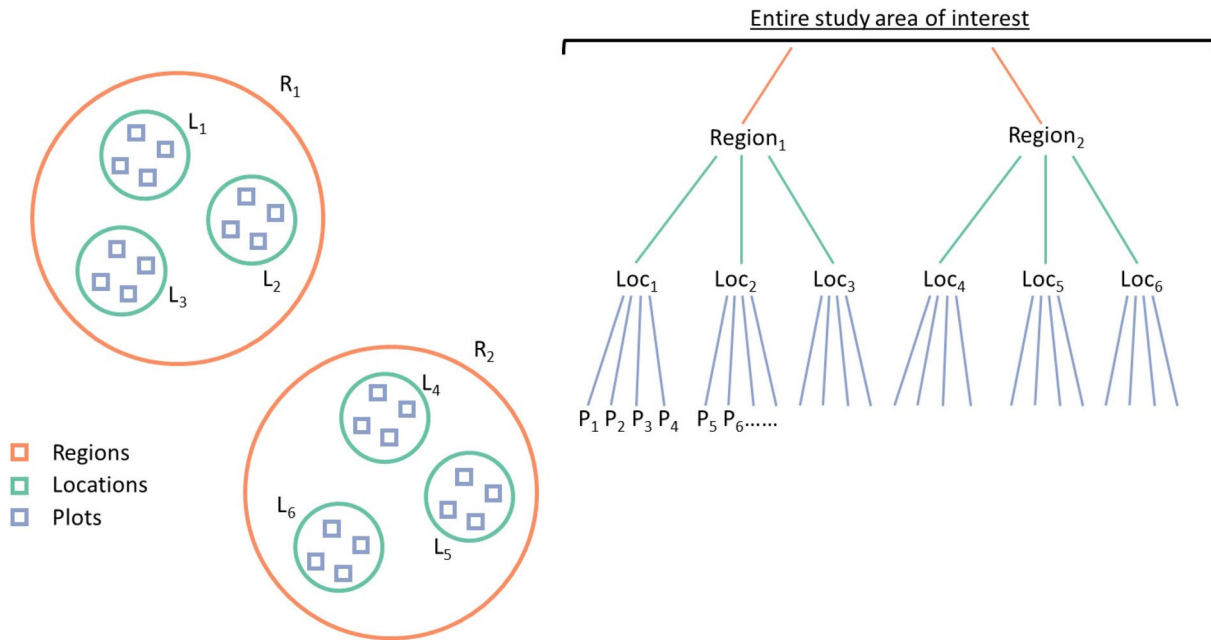 Entire study area of interest
R₁
L₁
L₂
L₃
R₂
L₄
L₅
L₆
Regions
Locations
Plots
Region₁ Region₂
Loc₁ Loc₂ Loc₃ Loc₄ Loc₅ Loc₆
P₁ P₂ P₃ P₄ P₅ P₆......